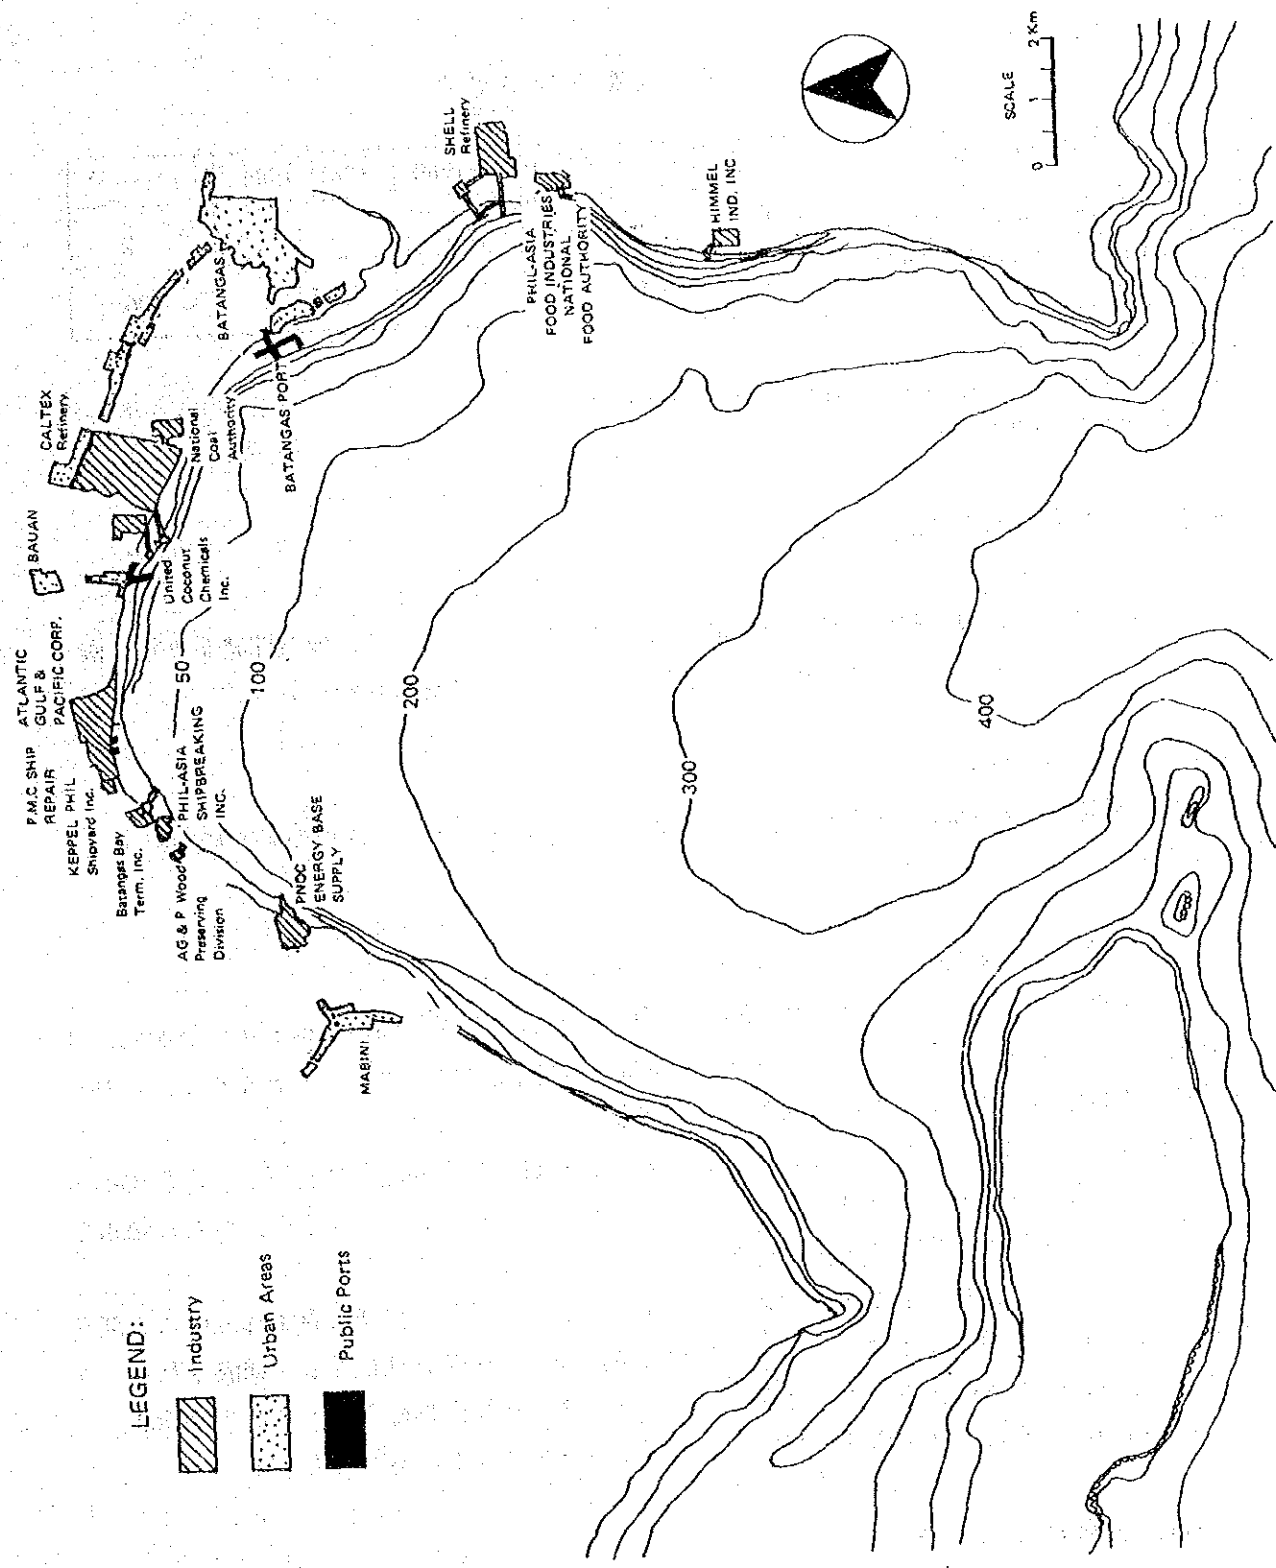 LEGEND:
Industry
Urban Areas
Public Ports
P.M.C. SHIP
REPAIR
KEPPEL PHIL
Shipyard Inc.
Batangas Bay
Term. Inc.
AG & P Wood
Preserving
Division
ATLANTIC
GULF &
PACIFIC CORP.
BAUAN
CALTEX
Refinery.
PHIL-ASIA
SHIPBREAKING
INC.
PNOC
ENERGY BASE
SUPPLY
MABINI
United
Coconut
Chemicals
Inc.
National
Coal
Authority
BATANGAS
BATANGAS PORT
SHELL
Refinery
PHIL-ASIA
FOOD INDUSTRIES
NATIONAL
FOOD AUTHORITY
HIMMEL
IND. INC
50
100
200
300
400
SCALE
0 1 2 Km